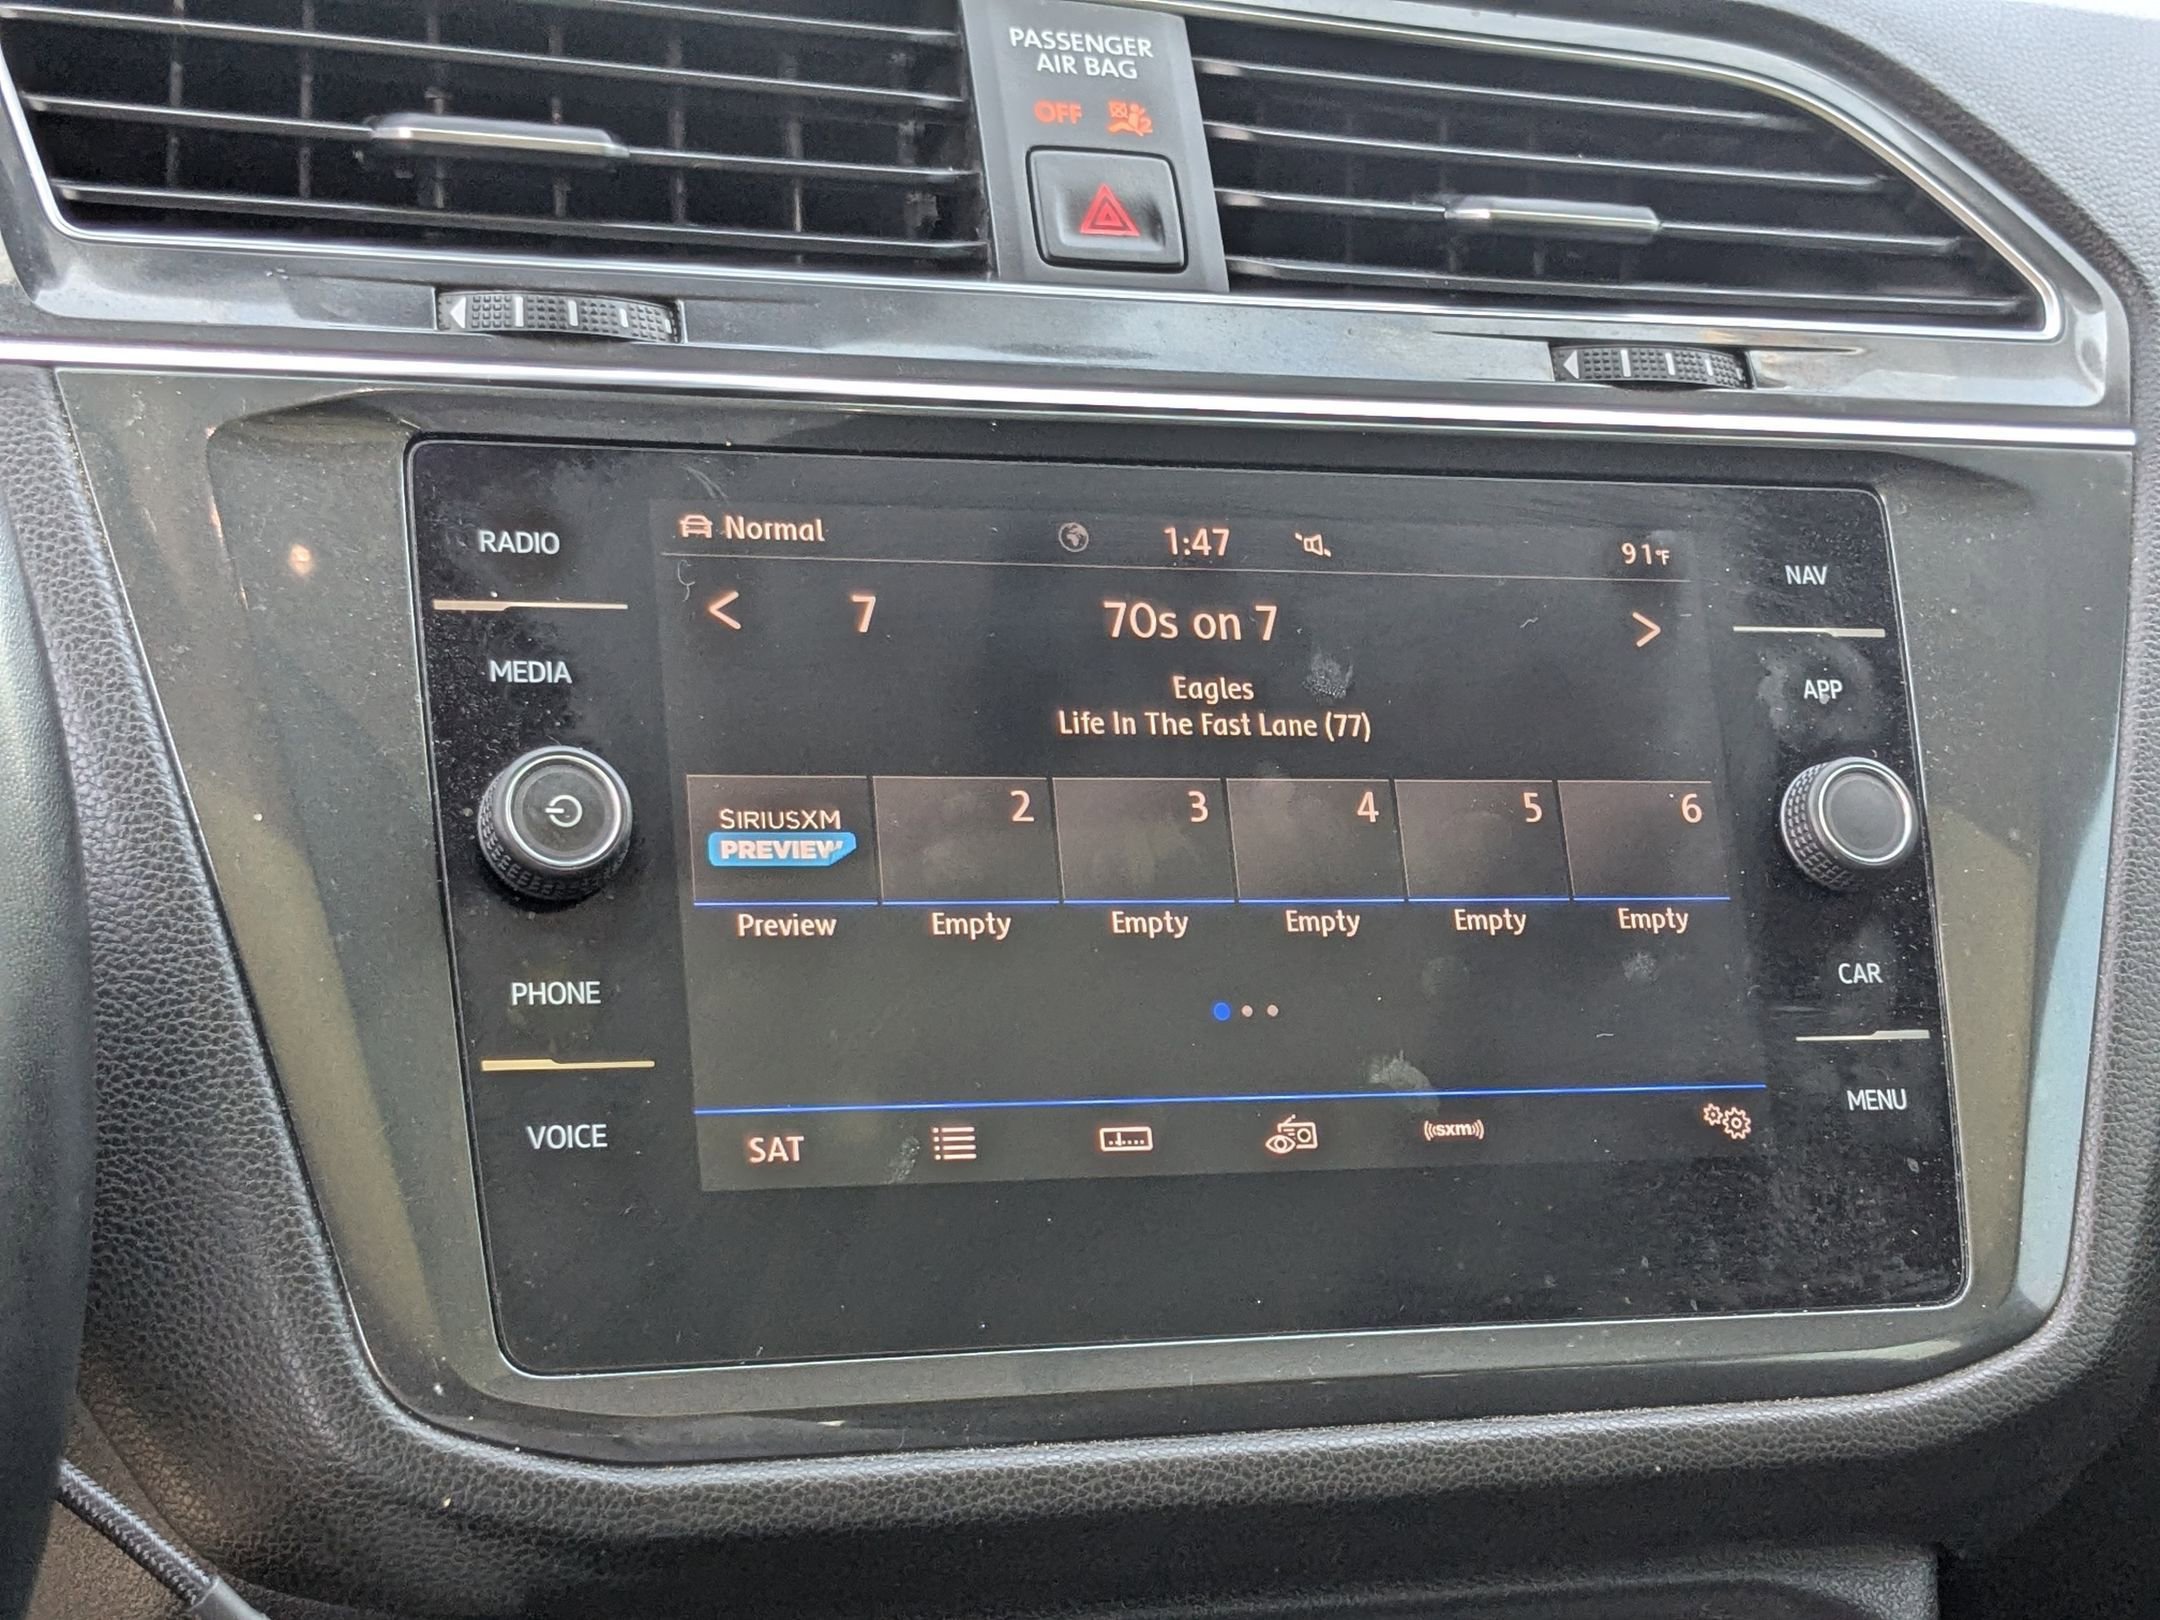 PASSENGER
AIR BAG
OFF 2
RADIO
MEDIA
PHONE
VOICE
Normal 1:47 91°F
7 70s on 7
Eagles
Life In The Fast Lane (77)
SIRIUSXM
PREVIEW
2 3 4 5 6
Preview Empty Empty Empty Empty Empty
SAT ((sxm))
NAV
APP
CAR
MENU